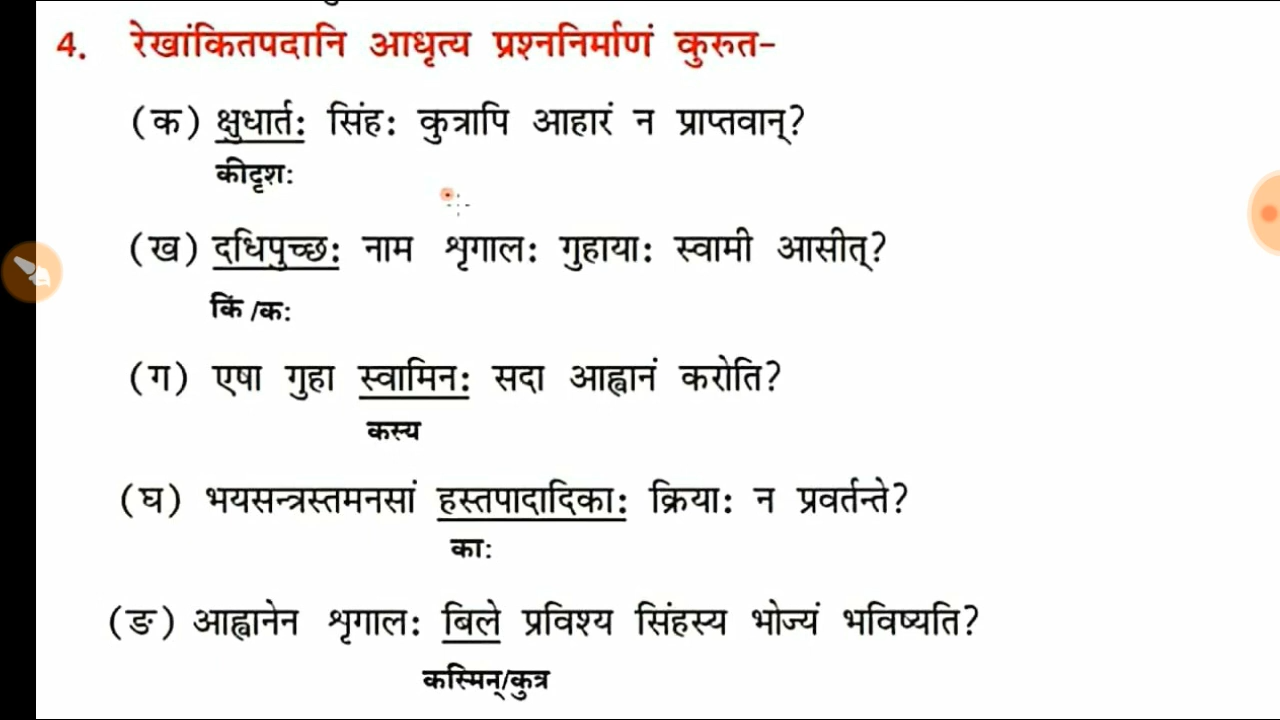 4. रेखांकितपदानि आधृत्य प्रश्ननिर्माणं कुरुत-
(क) क्षुधार्तः सिंहः कुत्रापि आहारं न प्राप्तवान्?
कीदृशः
(ख) दधिपुच्छः नाम शृगालः गुहायाः स्वामी आसीत्?
किं /कः
(ग) एषा गुहा स्वामिनः सदा आह्वानं करोति?
कस्य
(घ) भयसन्त्रस्तमनसां हस्तपादादिकाः क्रियाः न प्रवर्तन्ते?
काः
(ङ) आह्वानेन शृगालः बिले प्रविश्य सिंहस्य भोज्यं भविष्यति?
कस्मिन्/कुत्र